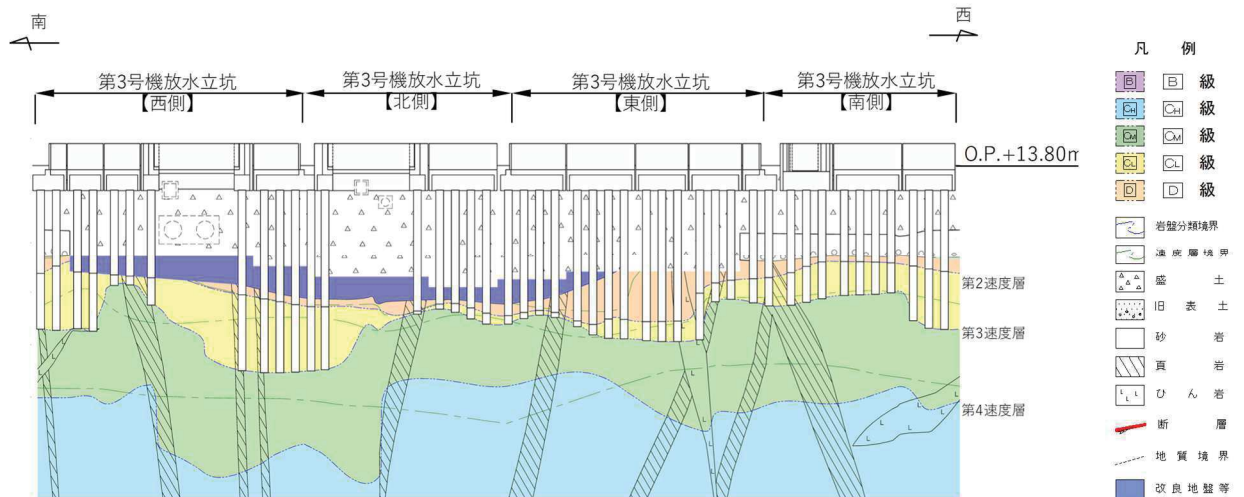 南
西
第3号機放水立坑
【西側】
第3号機放水立坑
【北側】
第3号機放水立坑
【東側】
第3号機放水立坑
【南側】
O.P.+13.80m
第2速度層
第3速度層
第4速度層
凡 例
B B 級
CH CH 級
CM CM 級
CL CL 級
D D 級
岩盤分類境界
速度層境界
盛土
旧表土
砂岩
頁岩
ひん岩
断層
地質境界
改良地盤等